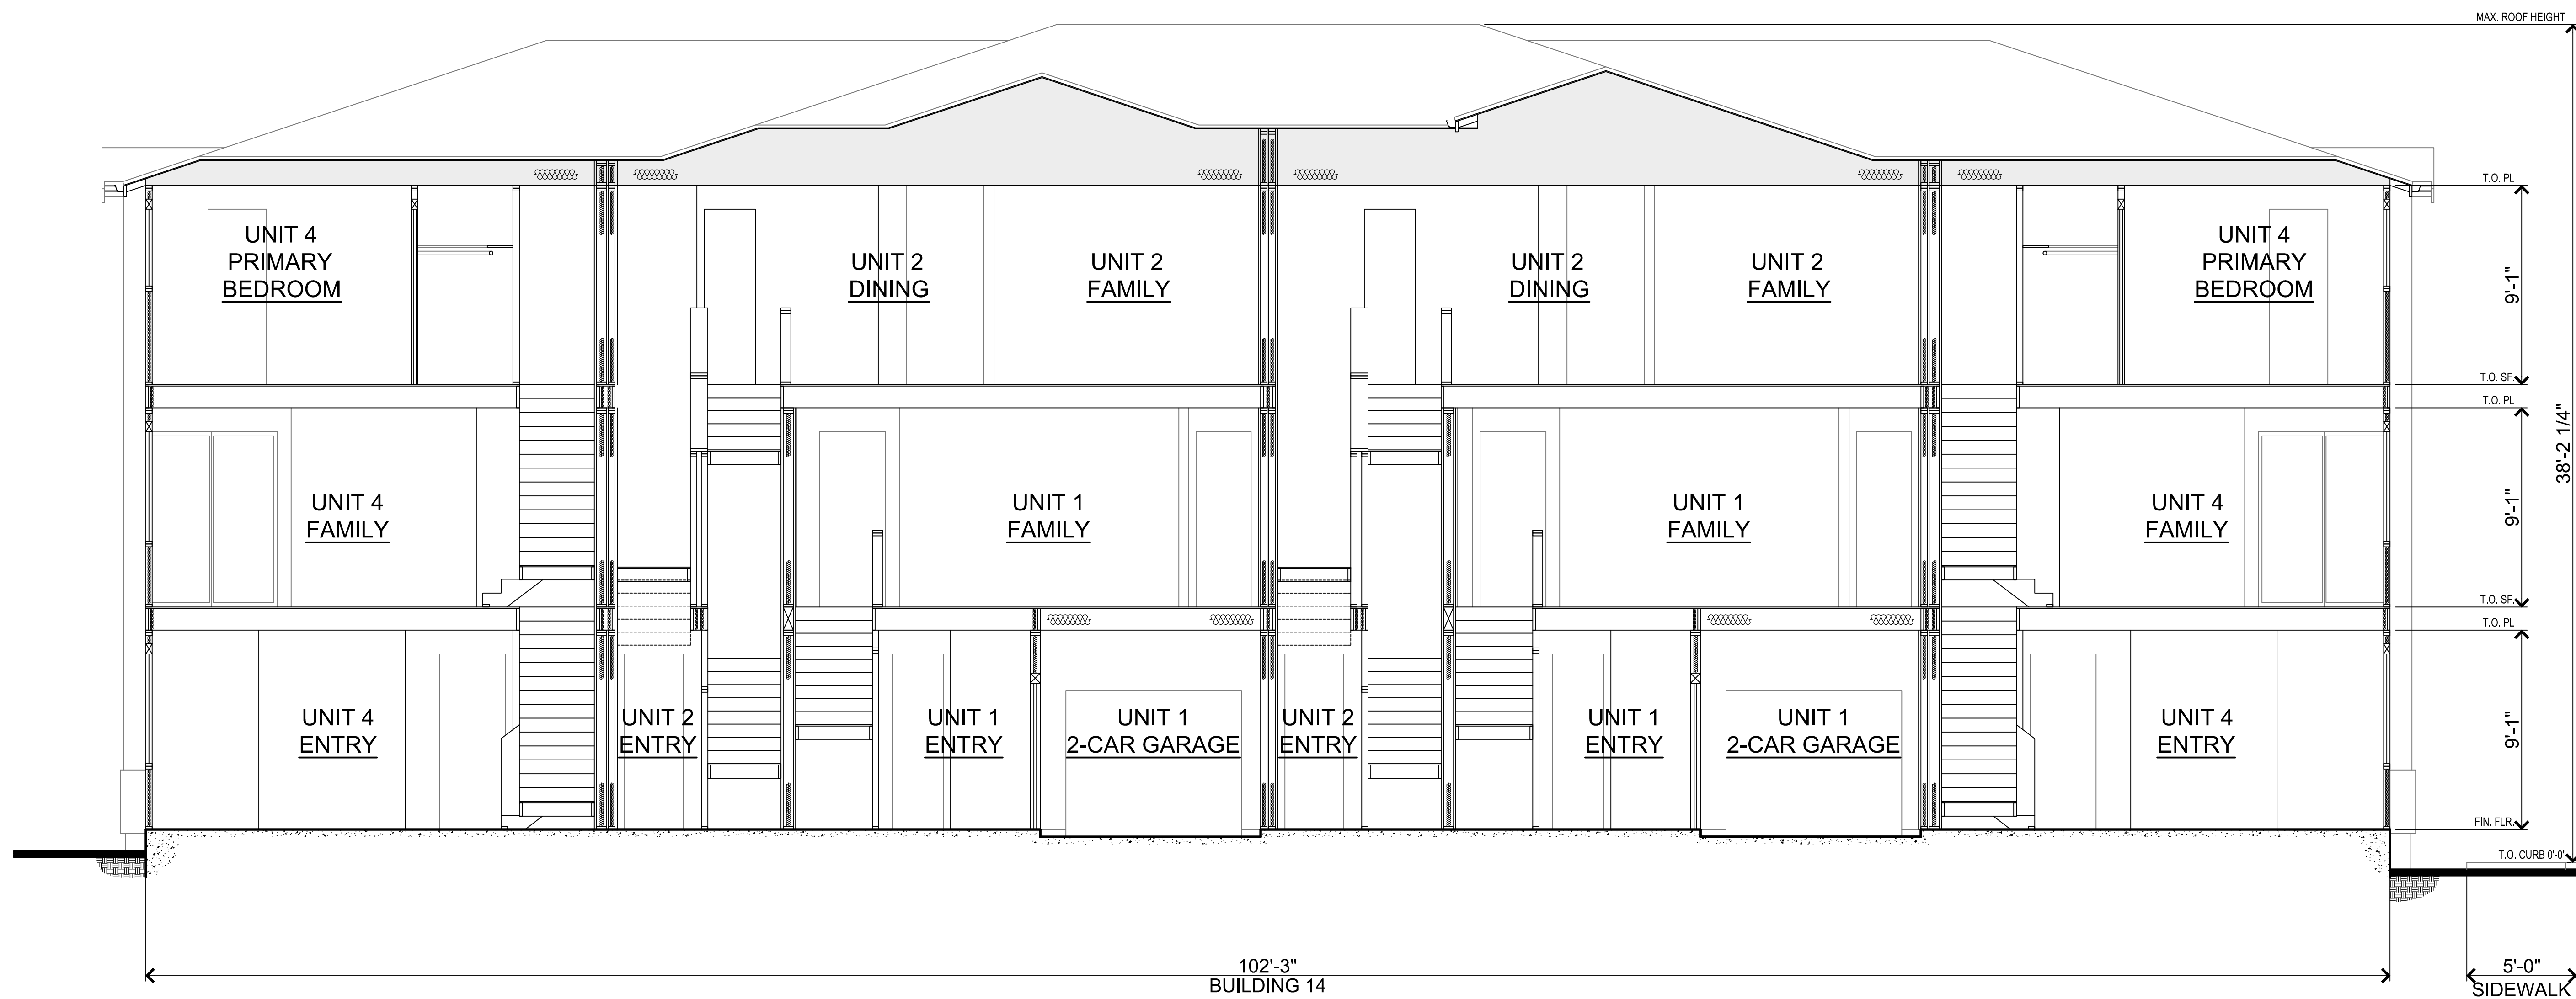 MAX. ROOF HEIGHT
T.O. PL
UNIT 4
PRIMARY
BEDROOM
UNIT 2
DINING
UNIT 2
FAMILY
UNIT 2
DINING
UNIT 2
FAMILY
UNIT 4
PRIMARY
BEDROOM
9'-1"
T.O. SF.
T.O. PL
38'-2 1/4"
UNIT 4
FAMILY
UNIT 1
FAMILY
UNIT 1
FAMILY
UNIT 4
FAMILY
9'-1"
T.O. SF.
T.O. PL
UNIT 4
ENTRY
UNIT 2
ENTRY
UNIT 1
ENTRY
UNIT 1
2-CAR GARAGE
UNIT 2
ENTRY
UNIT 1
ENTRY
UNIT 1
2-CAR GARAGE
UNIT 4
ENTRY
9'-1"
FIN. FLR.
T.O. CURB 0'-0"
102'-3"
BUILDING 14
5'-0"
SIDEWALK